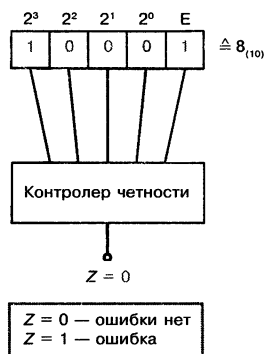 2³ 2² 2¹ 2⁰ E
1 0 0 0 1 ≙ 8₍₁₀₎
Контролер четности
Z = 0
Z = 0 — ошибки нет
Z = 1 — ошибка